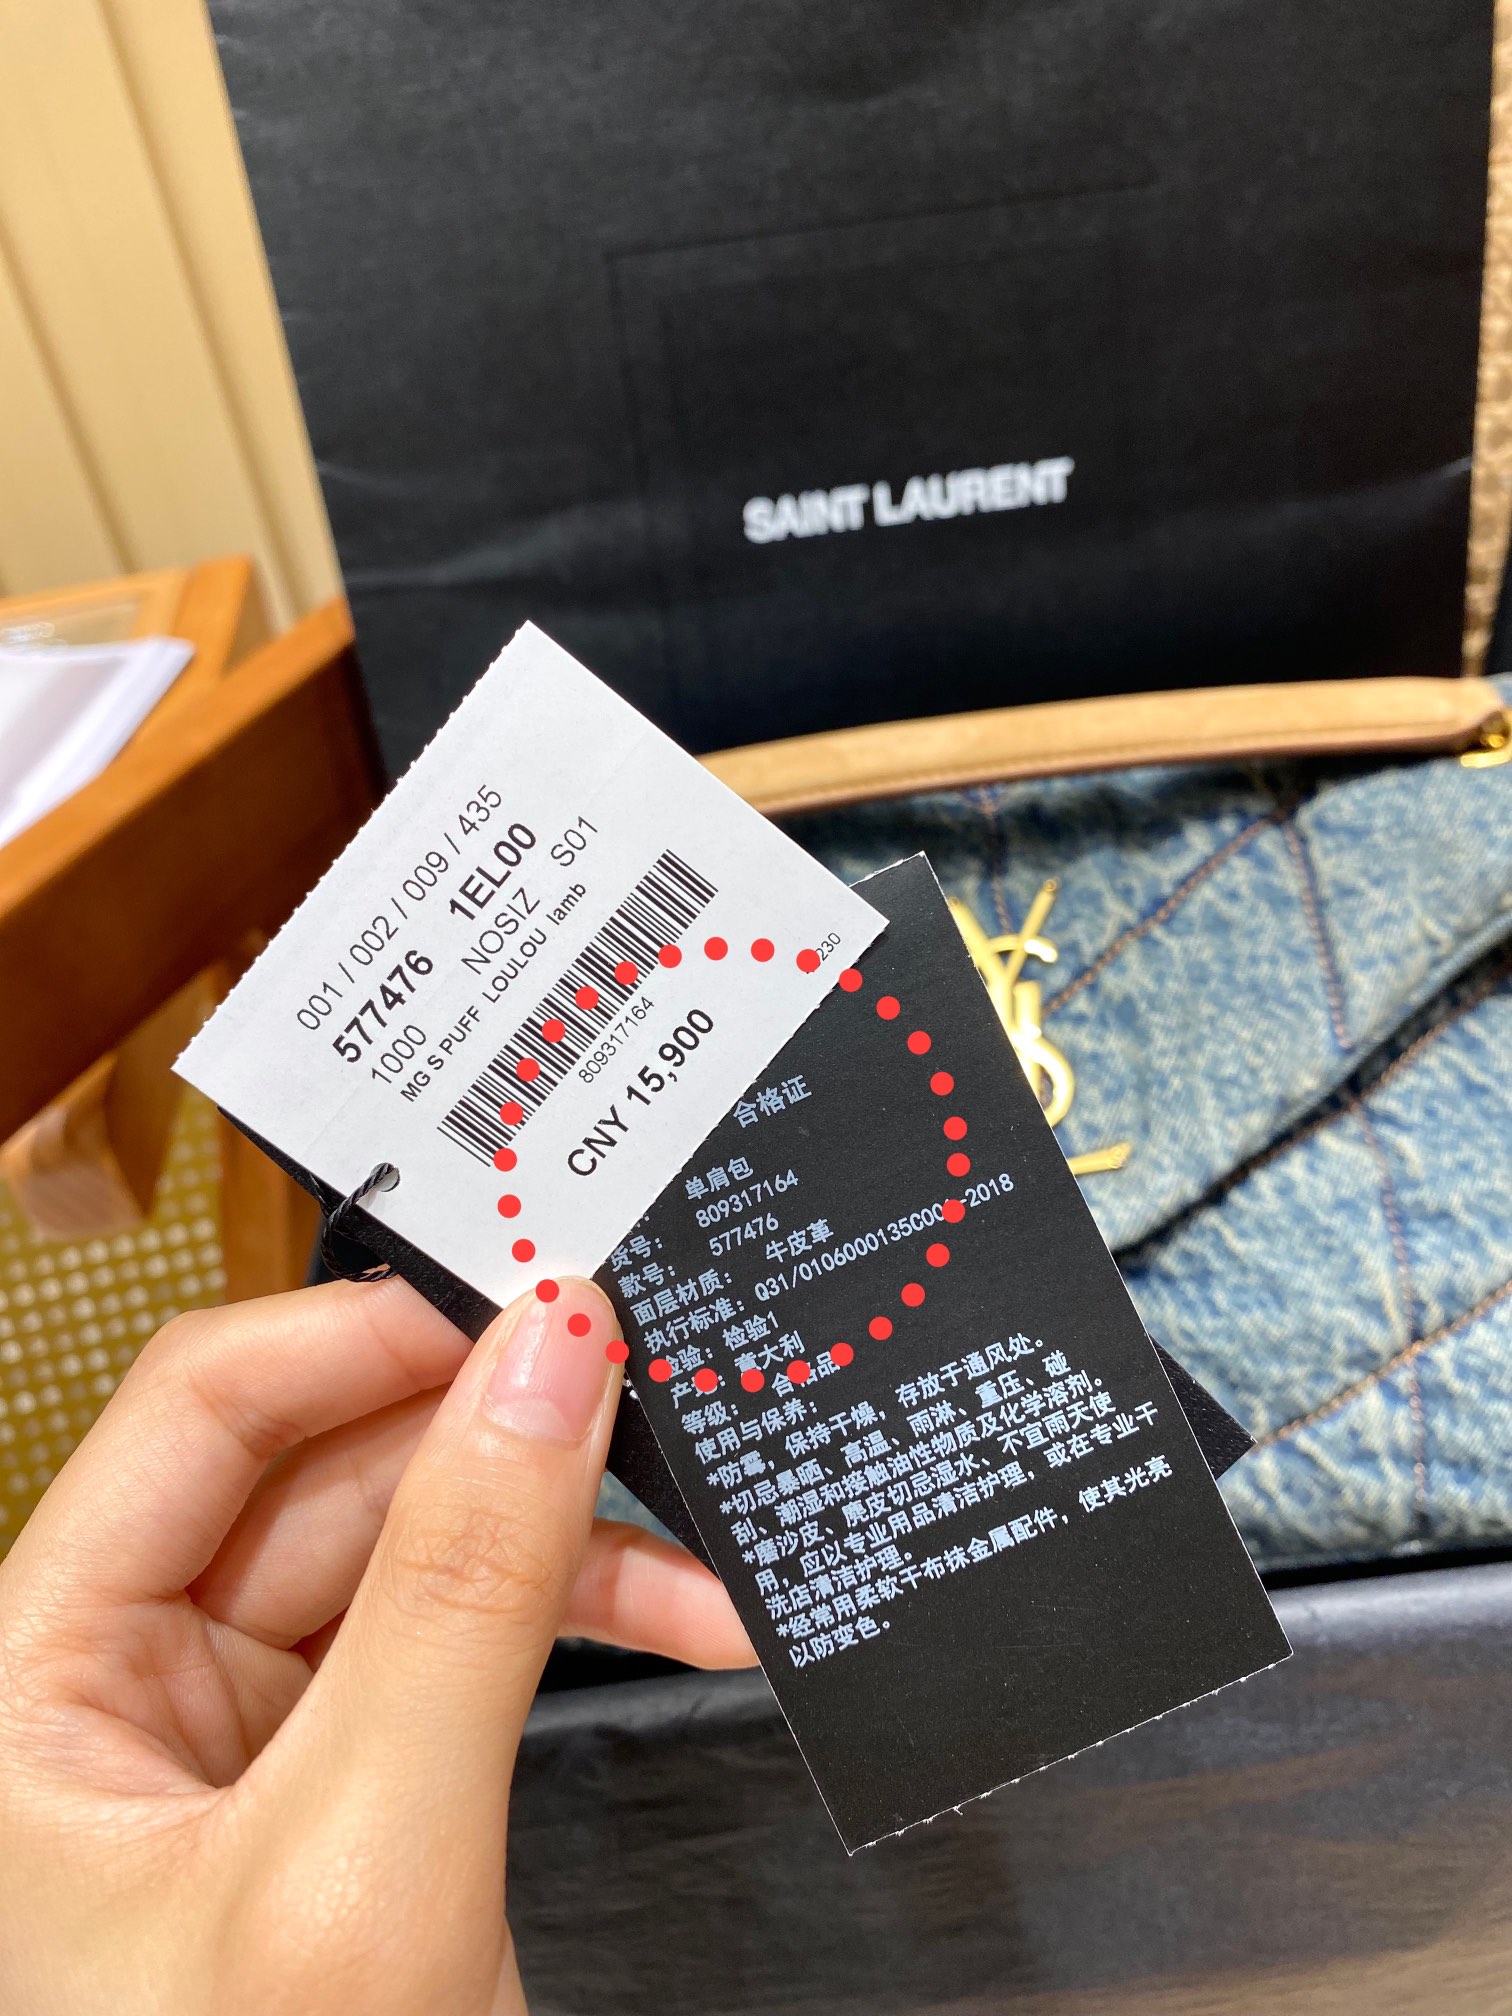 SAINT LAURENT
001 / 002 / 009 / 435
577476 1EL00
1000 NOSIZ S01
MG S PUFF LOULOU lamb
809317164
CNY 15,900
230
合格证
单肩包
货号: 809317164
款号: 577476
面层材质: 牛皮革
执行标准: Q31/0106000135C001-2018
检验: 检验1
产地: 意大利
等级: 合格品
使用与保养:
*防霉，保持干燥，存放于通风处。
*切忌暴晒、高温、雨淋、重压、碰
刮、潮湿和接触油性物质及化学溶剂。
*磨沙皮、麂皮切忌湿水、不宜雨天使
用，应以专业用品清洁护理，或在专业干
洗店清洁护理。
*经常用柔软干布抹金属配件，使其光亮
以防变色。